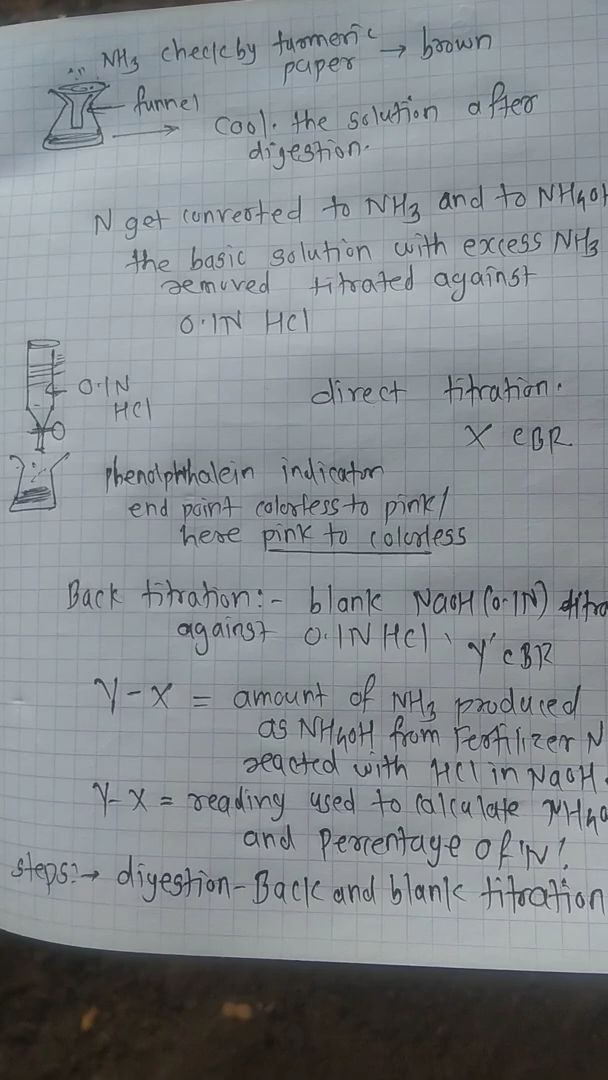 NH3 check by turmeric
paper → brown
funnel
→ cool. the solution after
digestion.
N get converted to NH3 and to NH4OH
the basic solution with excess NH3
removed titrated against
0.1N HCl
0.1N
HCl
direct titration.
X CBR
phenolphthalein indicator
end point colorless to pink/
here pink to colorless
Back titration:- blank NaOH (0.1N) titra
against 0.1N HCl. 'Y' CBR
Y-X = amount of NH3 produced
as NH4OH from Fertilizer N
reacted with HCl in NaOH.
Y-X = reading used to calculate NH4O
and percentage of 'N'.
steps:→ digestion-Back and blank titration